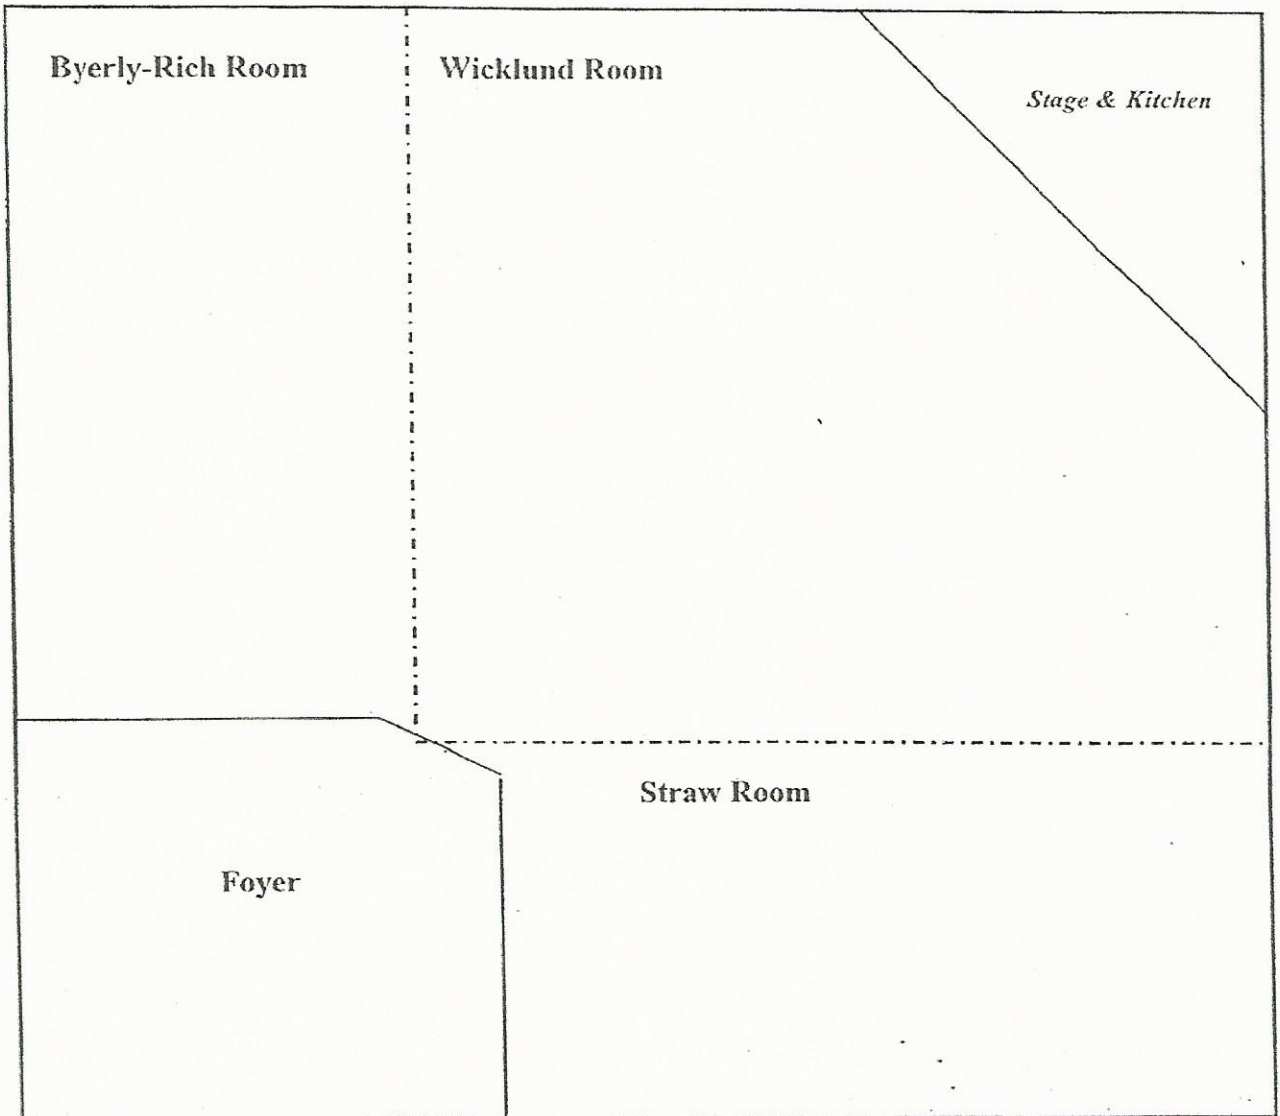 Byerly-Rich Room
Wicklund Room
Stage & Kitchen
Straw Room
Foyer